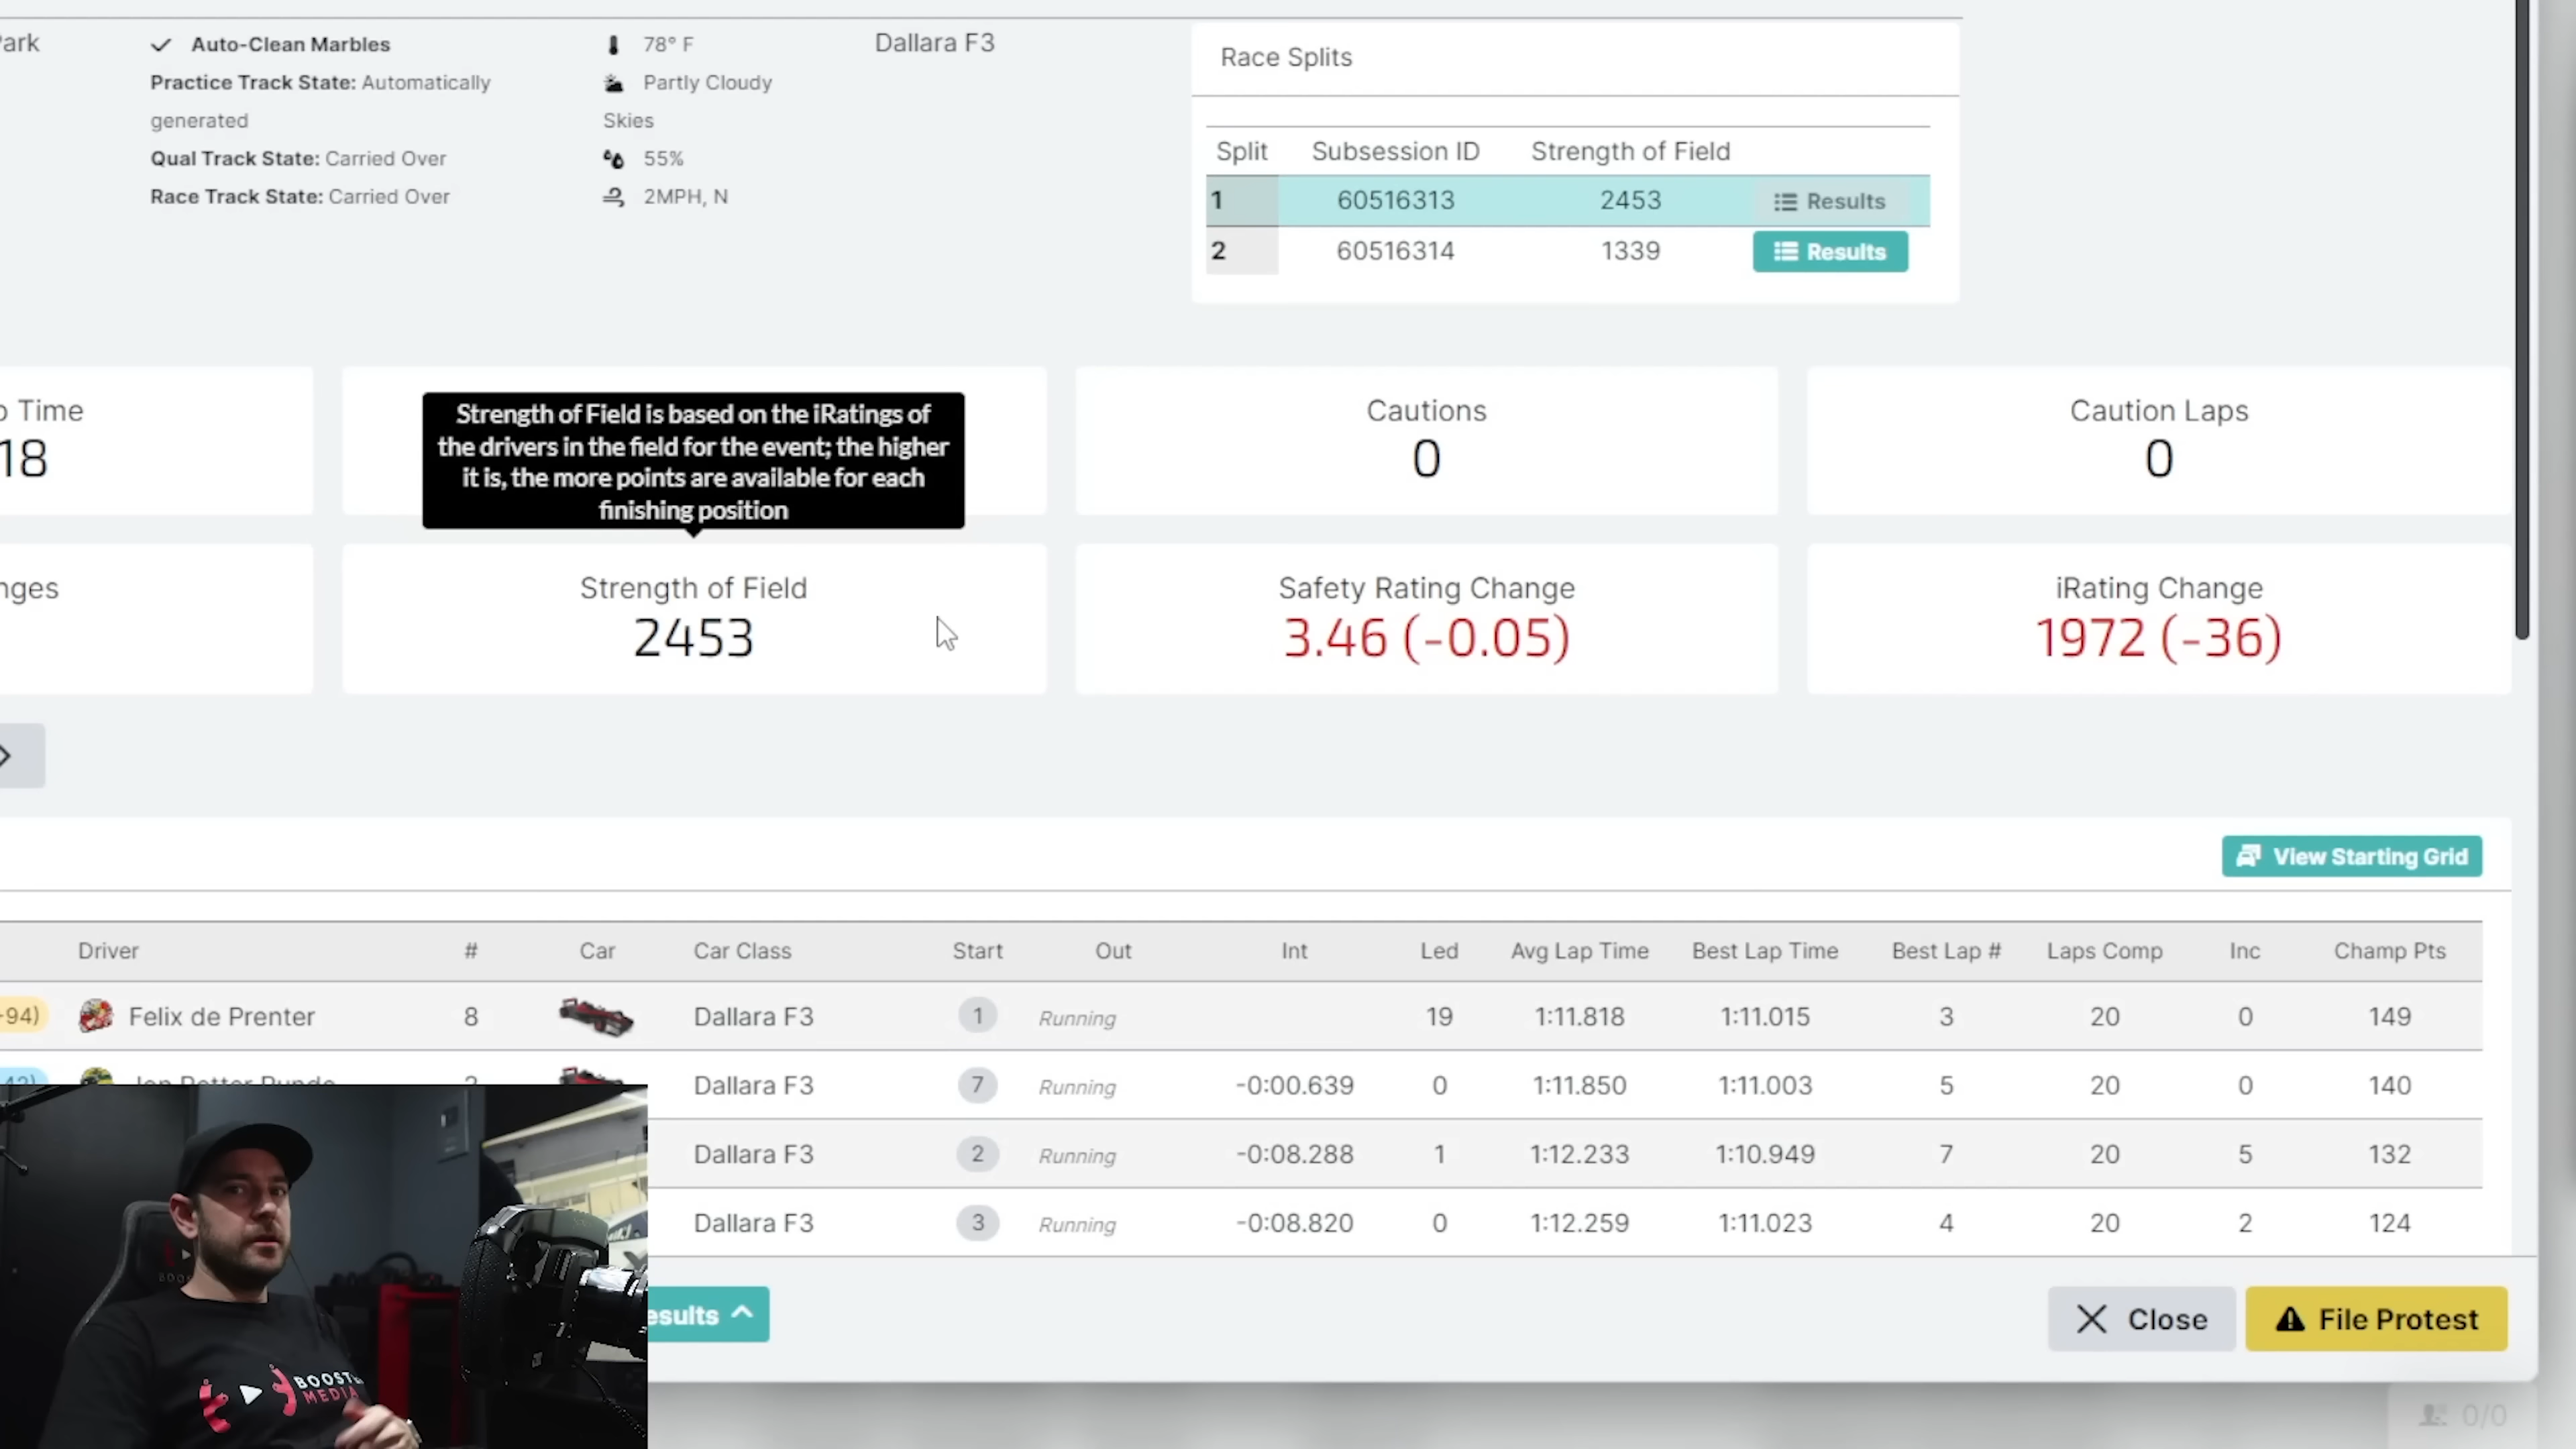 Park
Auto-Clean Marbles
78° F
Dallara F3
Race Splits
Practice Track State: Automatically
generated
Partly Cloudy
Skies
Qual Track State: Carried Over
55%
Race Track State: Carried Over
2MPH, N
Split Subsession ID Strength of Field
1 60516313 2453 Results
2 60516314 1339 Results
Time
18
Strength of Field is based on the iRatings of
the drivers in the field for the event; the higher
it is, the more points are available for each
finishing position
Cautions
0
Caution Laps
0
nges
Strength of Field
2453
Safety Rating Change
3.46 (-0.05)
iRating Change
1972 (-36)
View Starting Grid
Driver # Car Car Class Start Out Int Led Avg Lap Time Best Lap Time Best Lap # Laps Comp Inc Champ Pts
94) Felix de Prenter 8 Dallara F3 1 Running 19 1:11.818 1:11.015 3 20 0 149
Dallara F3 7 Running -0:00.639 0 1:11.850 1:11.003 5 20 0 140
Dallara F3 2 Running -0:08.288 1 1:12.233 1:10.949 7 20 5 132
Dallara F3 3 Running -0:08.820 0 1:12.259 1:11.023 4 20 2 124
esults
Close
File Protest
BOOST
MEDIA
0/0